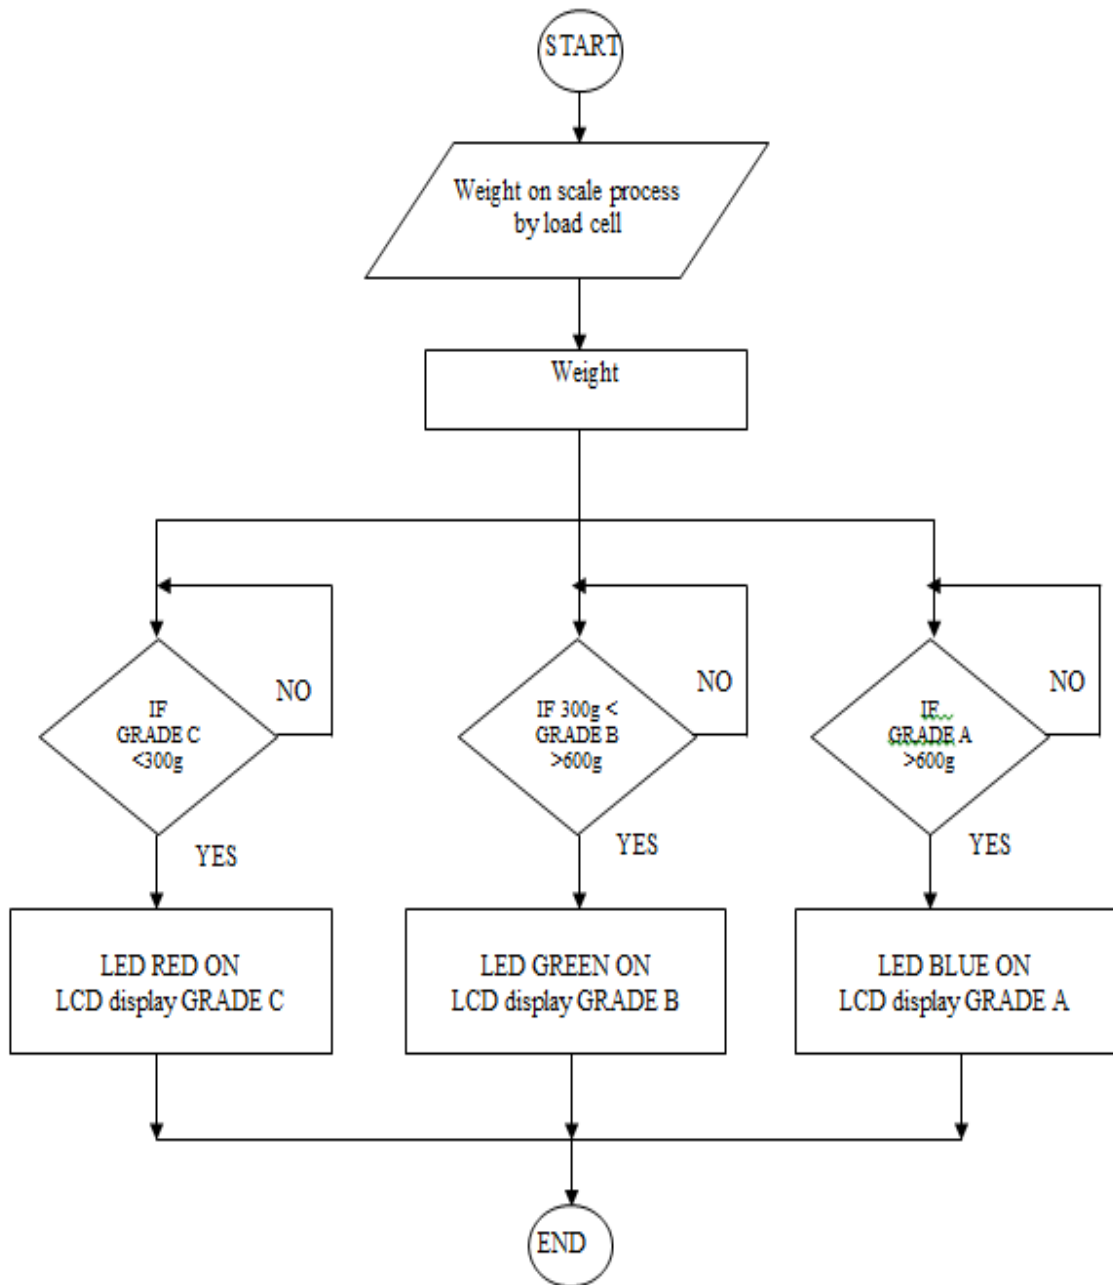 START
Weight on scale process
by load cell
Weight
NO
IF
GRADE C
<300g
YES
NO
IF 300g <
GRADE B
>600g
YES
NO
IF
GRADE A
>600g
YES
LED RED ON
LCD display GRADE C
LED GREEN ON
LCD display GRADE B
LED BLUE ON
LCD display GRADE A
END